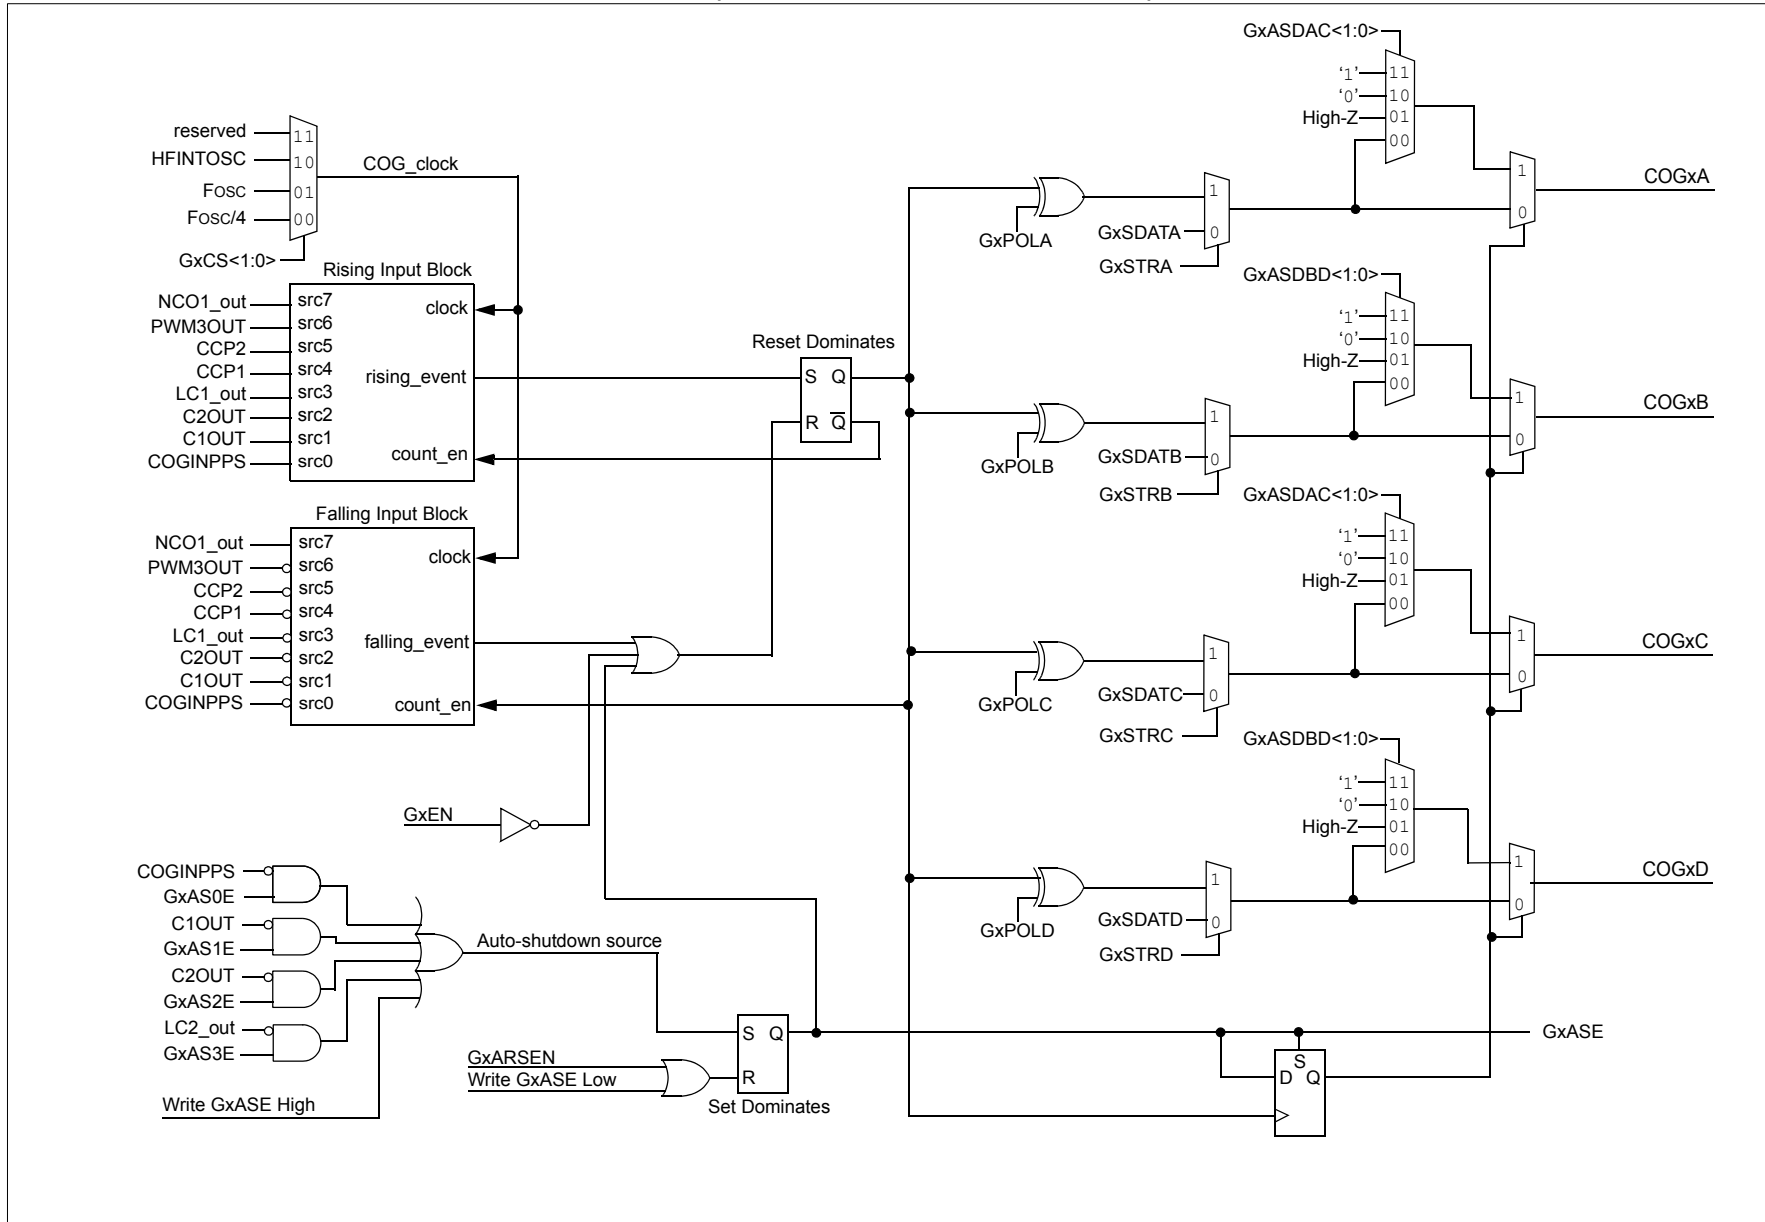 reserved
HFINTOSC
FOSC
FOSC/4
11
10
01
00
GxCS<1:0>
COG_clock
Rising Input Block
NCO1_out
PWM3OUT
CCP2
CCP1
LC1_out
C2OUT
C1OUT
COGINPPS
src7
src6
src5
src4
src3
src2
src1
src0
clock
rising_event
count_en
Falling Input Block
NCO1_out
PWM3OUT
CCP2
CCP1
LC1_out
C2OUT
C1OUT
COGINPPS
src7
src6
src5
src4
src3
src2
src1
src0
clock
falling_event
count_en
Reset Dominates
S Q
R Q
GxEN
COGINPPS
GxAS0E
C1OUT
GxAS1E
C2OUT
GxAS2E
LC2_out
GxAS3E
Write GxASE High
Auto-shutdown source
GxARSEN
Write GxASE Low
S Q
R
Set Dominates
GxASDAC<1:0>
‘1’ 11
‘0’ 10
High-Z 01
00
GxPOLA
GxSDATA
GxSTRA
1
0
1
0
COGxA
GxASDBD<1:0>
‘1’ 11
‘0’ 10
High-Z 01
00
GxPOLB
GxSDATB
GxSTRB
1
0
1
0
COGxB
GxASDAC<1:0>
‘1’ 11
‘0’ 10
High-Z 01
00
GxPOLC
GxSDATC
GxSTRC
1
0
1
0
COGxC
GxASDBD<1:0>
‘1’ 11
‘0’ 10
High-Z 01
00
GxPOLD
GxSDATD
GxSTRD
1
0
1
0
COGxD
GxASE
S
D Q